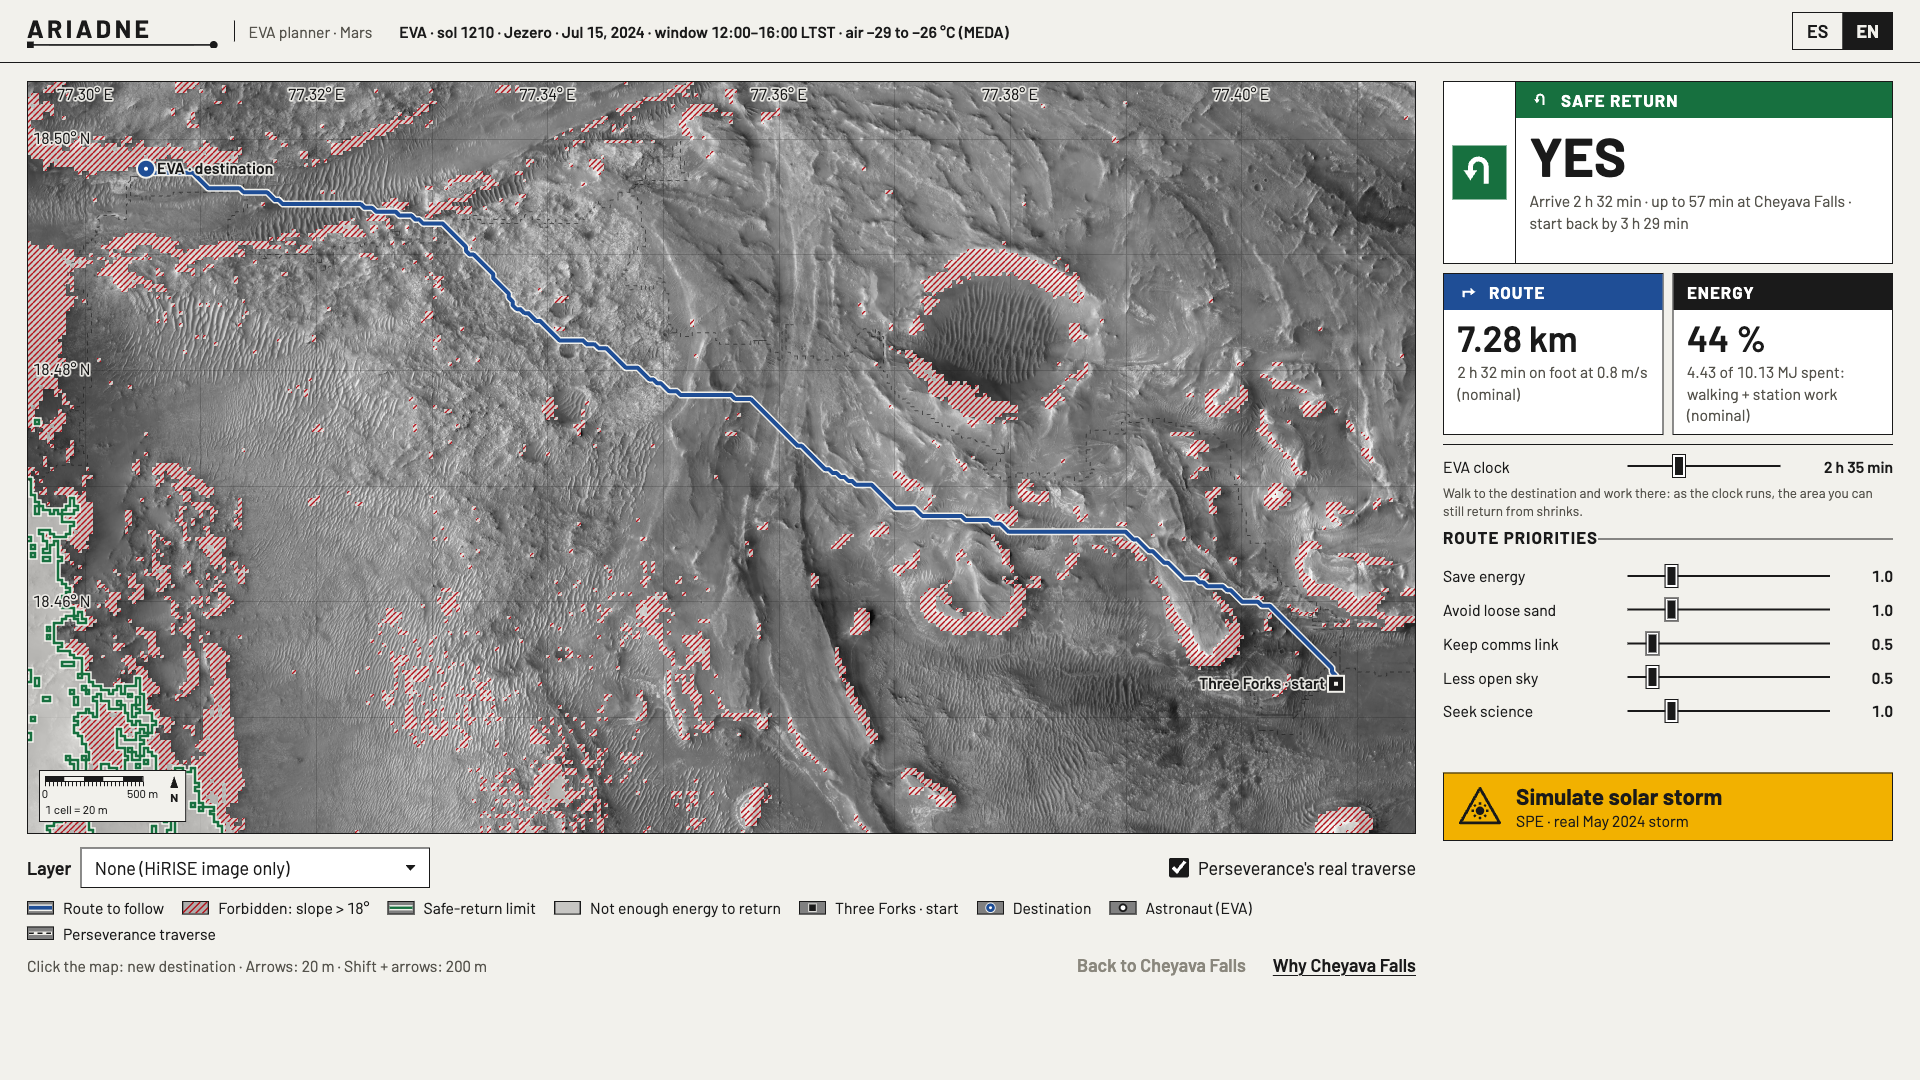 ARIADNE
EVA planner · Mars
EVA · sol 1210 · Jezero · Jul 15, 2024 · window 12:00–16:00 LTST · air −29 to −26 °C (MEDA)
ES
EN
77.30° E
77.32° E
77.34° E
77.36° E
77.38° E
77.40° E
18.50° N
EVA · destination
18.48° N
18.46° N
Three Forks · start
0
500 m
N
1 cell = 20 m
SAFE RETURN
YES
Arrive 2 h 32 min · up to 57 min at Cheyava Falls ·
start back by 3 h 29 min
ROUTE
7.28 km
2 h 32 min on foot at 0.8 m/s
(nominal)
ENERGY
44 %
4.43 of 10.13 MJ spent:
walking + station work
(nominal)
EVA clock
2 h 35 min
Walk to the destination and work there: as the clock runs, the area you can
still return from shrinks.
ROUTE PRIORITIES
Save energy
1.0
Avoid loose sand
1.0
Keep comms link
0.5
Less open sky
0.5
Seek science
1.0
Simulate solar storm
SPE · real May 2024 storm
Layer
None (HiRISE image only)
Perseverance's real traverse
Route to follow
Forbidden: slope > 18°
Safe-return limit
Not enough energy to return
Three Forks · start
Destination
Astronaut (EVA)
Perseverance traverse
Click the map: new destination · Arrows: 20 m · Shift + arrows: 200 m
Back to Cheyava Falls
Why Cheyava Falls